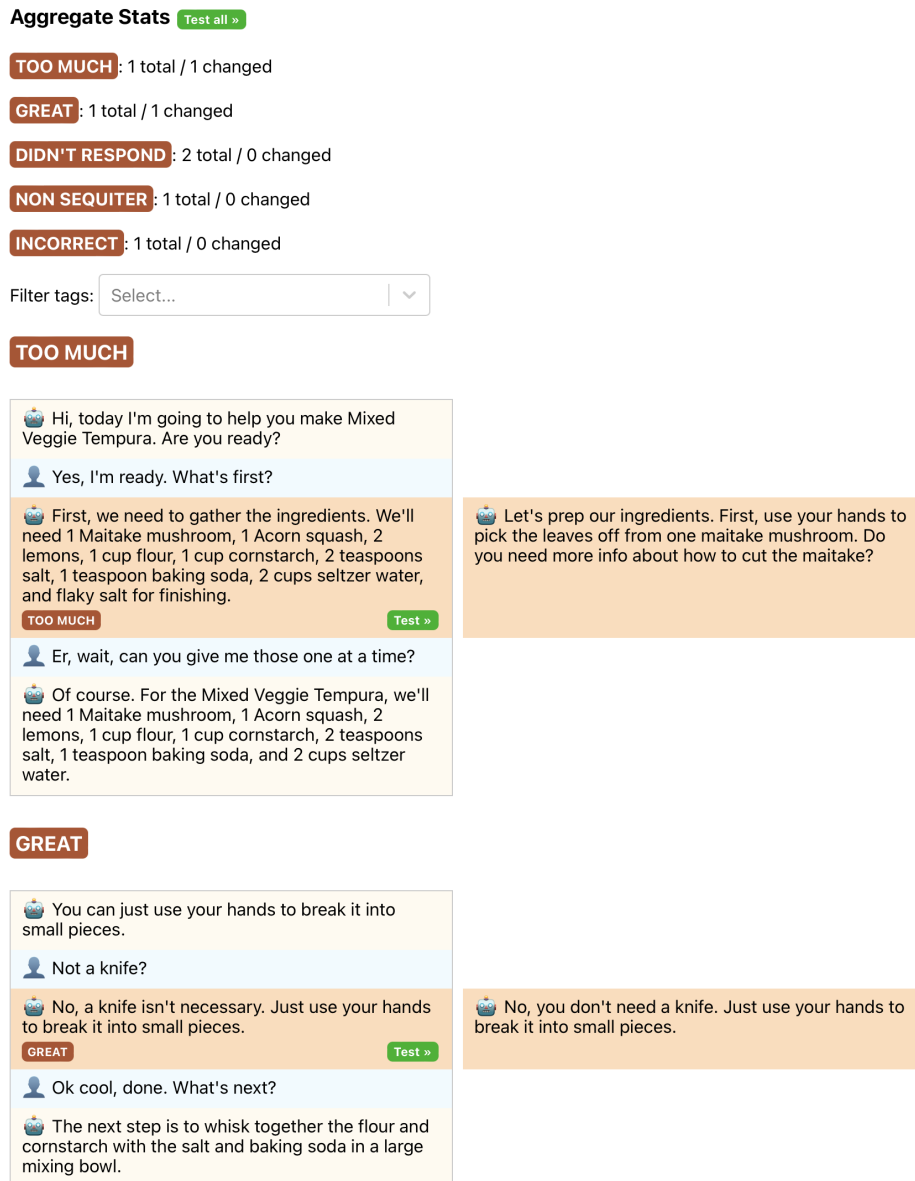 Aggregate Stats Test all »
TOO MUCH: 1 total / 1 changed
GREAT: 1 total / 1 changed
DIDN'T RESPOND: 2 total / 0 changed
NON SEQUITER: 1 total / 0 changed
INCORRECT: 1 total / 0 changed
Filter tags: Select...
TOO MUCH
Hi, today I'm going to help you make Mixed
Veggie Tempura. Are you ready?
Yes, I'm ready. What's first?
First, we need to gather the ingredients. We'll
need 1 Maitake mushroom, 1 Acorn squash, 2
lemons, 1 cup flour, 1 cup cornstarch, 2 teaspoons
salt, 1 teaspoon baking soda, 2 cups seltzer water,
and flaky salt for finishing.
TOO MUCH Test »
Let's prep our ingredients. First, use your hands to
pick the leaves off from one maitake mushroom. Do
you need more info about how to cut the maitake?
Er, wait, can you give me those one at a time?
Of course. For the Mixed Veggie Tempura, we'll
need 1 Maitake mushroom, 1 Acorn squash, 2
lemons, 1 cup flour, 1 cup cornstarch, 2 teaspoons
salt, 1 teaspoon baking soda, and 2 cups seltzer
water.
GREAT
You can just use your hands to break it into
small pieces.
Not a knife?
No, a knife isn't necessary. Just use your hands
to break it into small pieces.
GREAT Test »
No, you don't need a knife. Just use your hands to
break it into small pieces.
Ok cool, done. What's next?
The next step is to whisk together the flour and
cornstarch with the salt and baking soda in a large
mixing bowl.